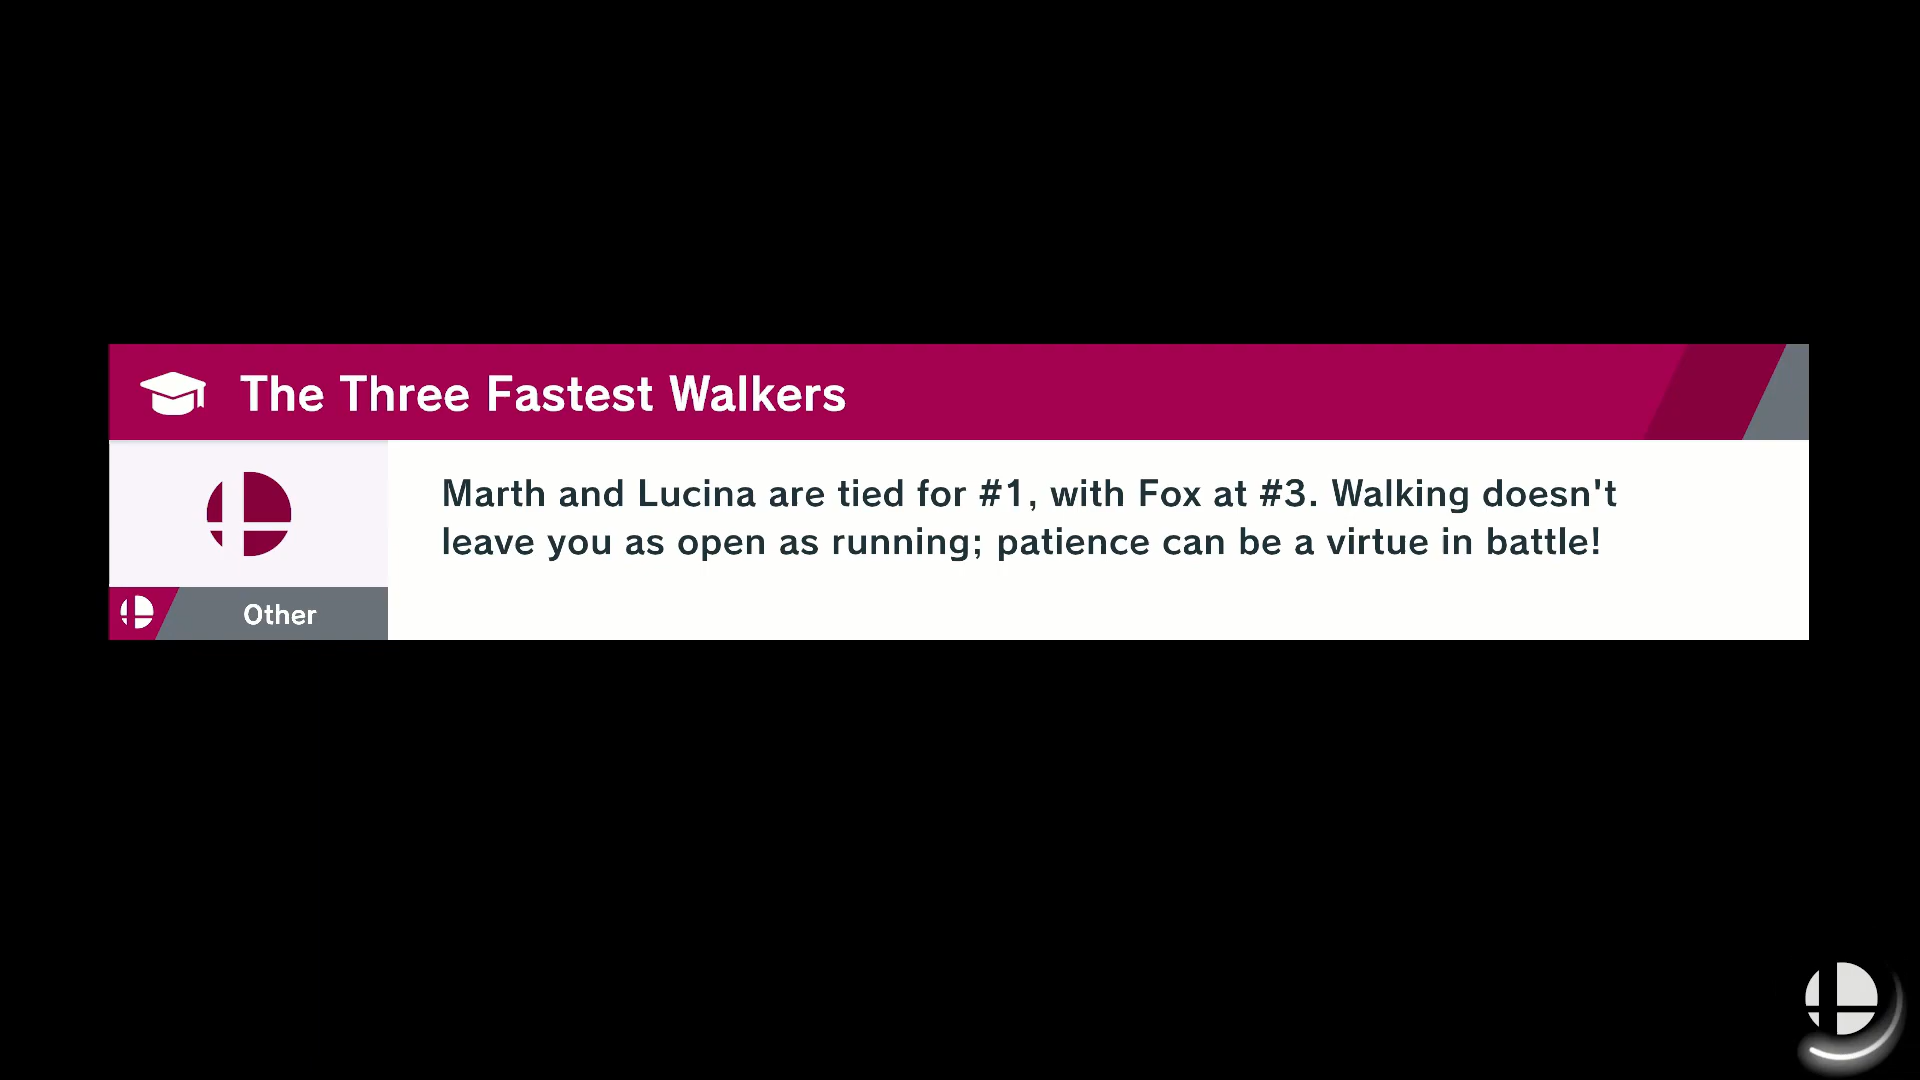 The Three Fastest Walkers
Marth and Lucina are tied for #1, with Fox at #3. Walking doesn't
leave you as open as running; patience can be a virtue in battle!
Other